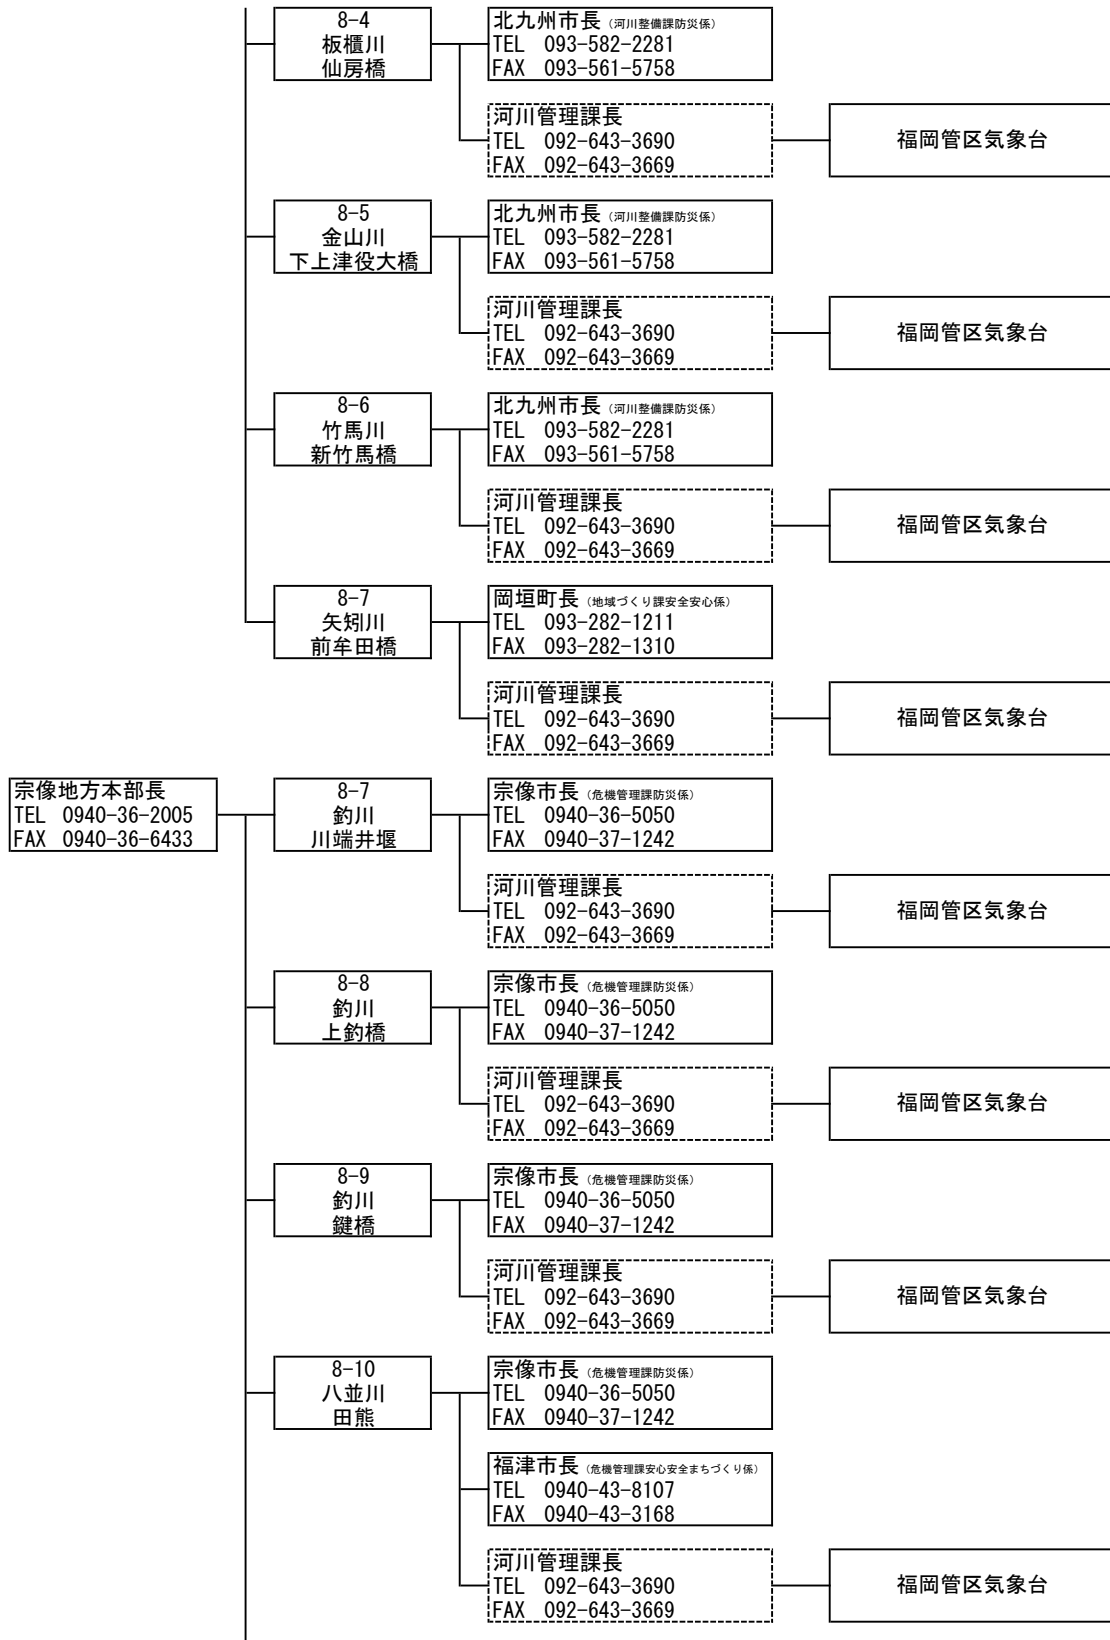 8-4
板櫃川
仙房橋
北九州市長（河川整備課防災係）
TEL 093-582-2281
FAX 093-561-5758
河川管理課長
TEL 092-643-3690
FAX 092-643-3669
福岡管区気象台
8-5
金山川
下上津役大橋
北九州市長（河川整備課防災係）
TEL 093-582-2281
FAX 093-561-5758
河川管理課長
TEL 092-643-3690
FAX 092-643-3669
福岡管区気象台
8-6
竹馬川
新竹馬橋
北九州市長（河川整備課防災係）
TEL 093-582-2281
FAX 093-561-5758
河川管理課長
TEL 092-643-3690
FAX 092-643-3669
福岡管区気象台
8-7
矢矧川
前牟田橋
岡垣町長（地域づくり課安全安心係）
TEL 093-282-1211
FAX 093-282-1310
河川管理課長
TEL 092-643-3690
FAX 092-643-3669
福岡管区気象台
宗像地方本部長
TEL 0940-36-2005
FAX 0940-36-6433
8-7
釣川
川端井堰
宗像市長（危機管理課防災係）
TEL 0940-36-5050
FAX 0940-37-1242
河川管理課長
TEL 092-643-3690
FAX 092-643-3669
福岡管区気象台
8-8
釣川
上釣橋
宗像市長（危機管理課防災係）
TEL 0940-36-5050
FAX 0940-37-1242
河川管理課長
TEL 092-643-3690
FAX 092-643-3669
福岡管区気象台
8-9
釣川
鍵橋
宗像市長（危機管理課防災係）
TEL 0940-36-5050
FAX 0940-37-1242
河川管理課長
TEL 092-643-3690
FAX 092-643-3669
福岡管区気象台
8-10
八並川
田熊
宗像市長（危機管理課防災係）
TEL 0940-36-5050
FAX 0940-37-1242
福津市長（危機管理課安心安全まちづくり係）
TEL 0940-43-8107
FAX 0940-43-3168
河川管理課長
TEL 092-643-3690
FAX 092-643-3669
福岡管区気象台